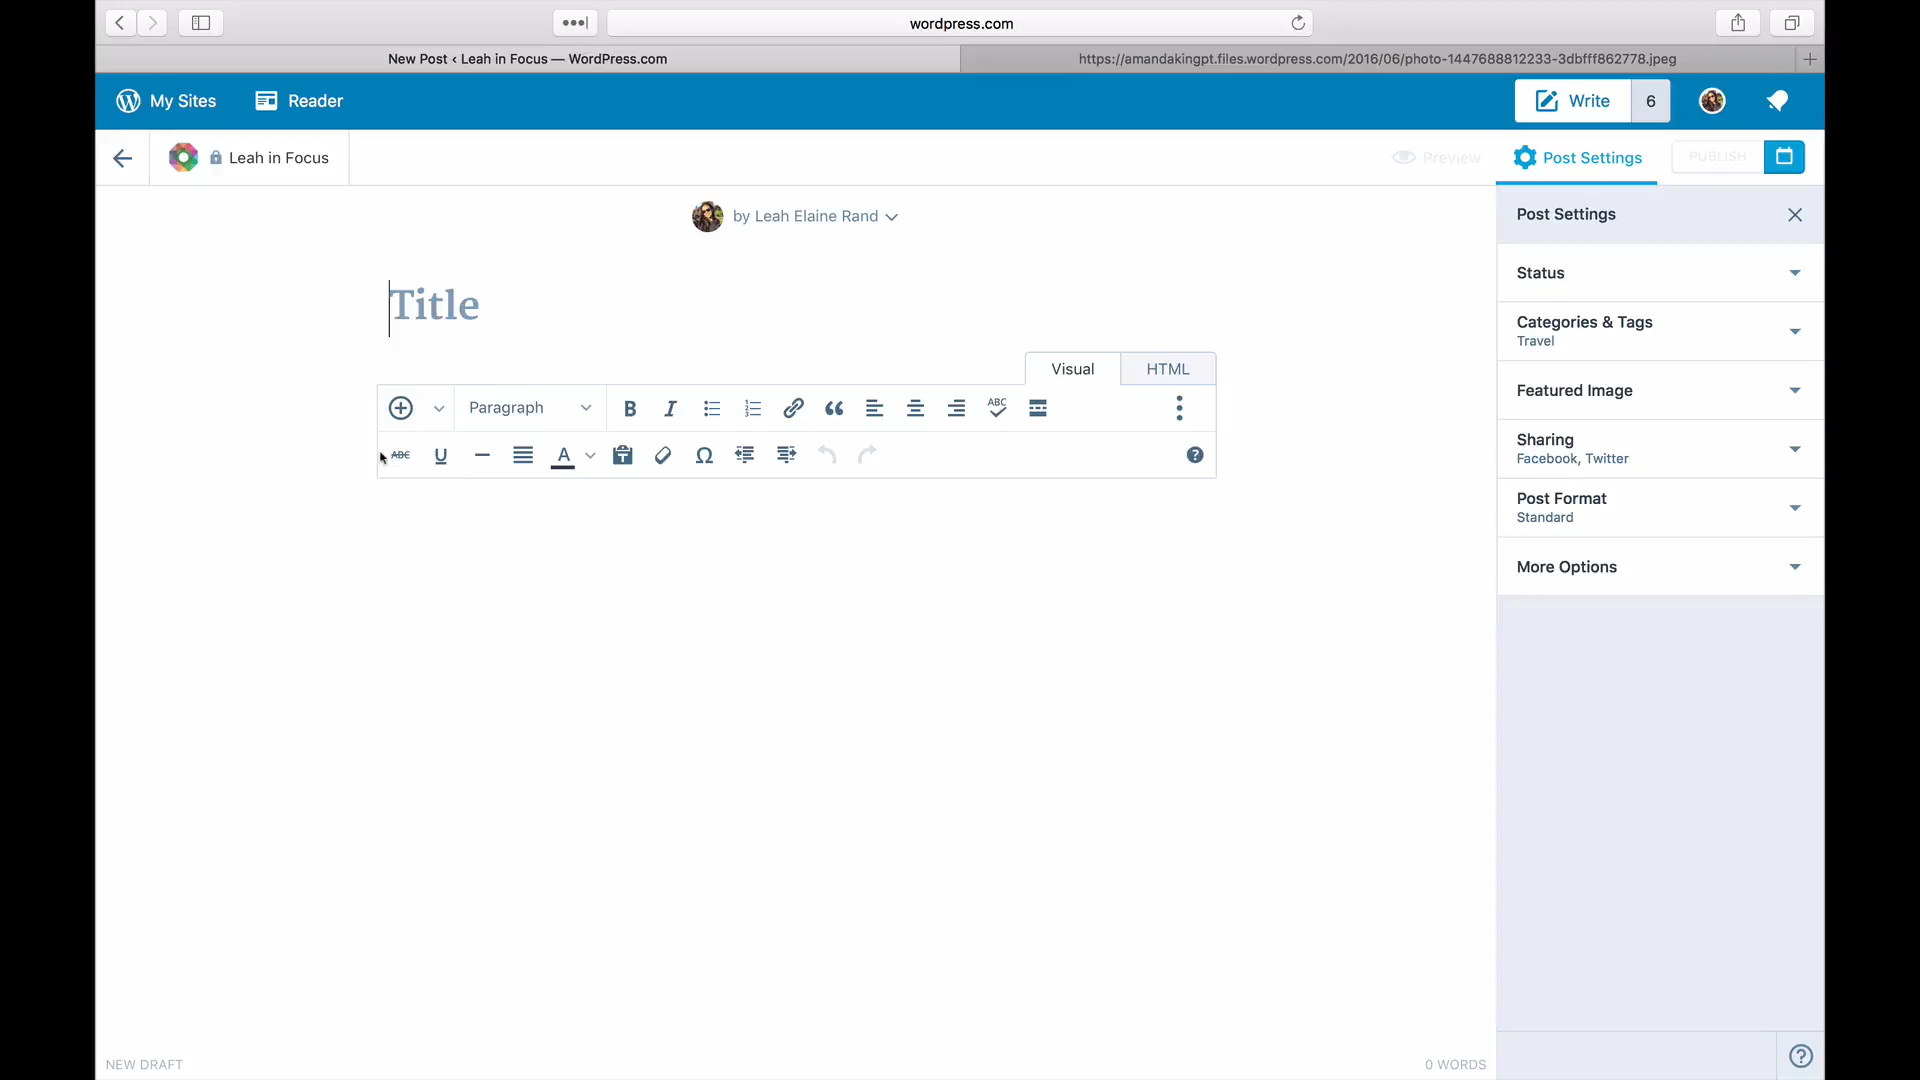 wordpress.com
New Post ‹ Leah in Focus — WordPress.com
https://amandakingpt.files.wordpress.com/2016/06/photo-1447688812233-3dbfff862778.jpeg
My Sites
Reader
Write
6
Leah in Focus
Preview
Post Settings
PUBLISH
by Leah Elaine Rand
Post Settings
Status
Title
Categories & Tags
Travel
Visual
HTML
Featured Image
Paragraph
B
I
ABC
Sharing
Facebook, Twitter
ABC
U
A
Ω
Post Format
Standard
More Options
NEW DRAFT
0 WORDS